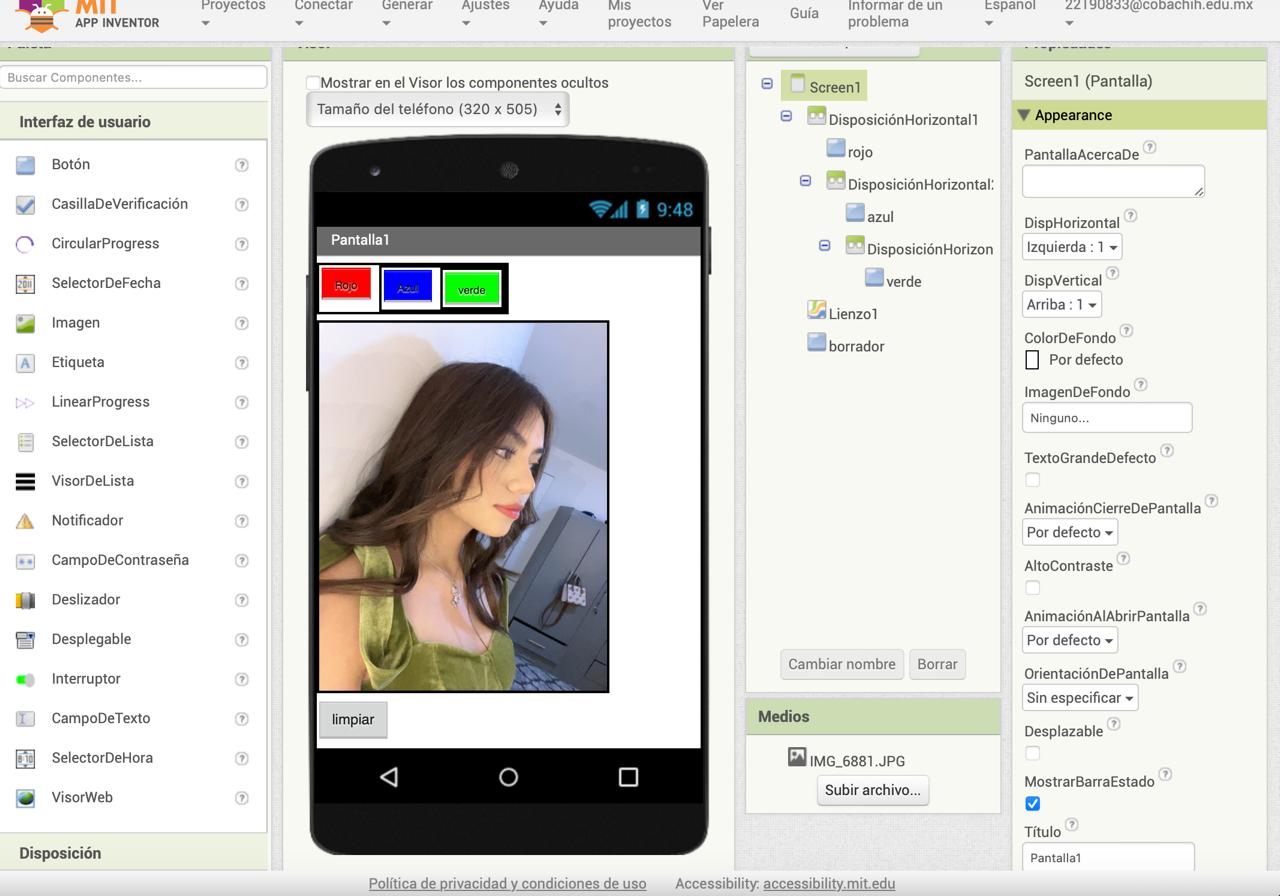 MIT
APP INVENTOR
Proyectos
Conectar
Generar
Ajustes
Ayuda
Mis
proyectos
Ver
Papelera
Guía
Informar de un
problema
Español
22190833@cobachih.edu.mx
Paleta
Buscar Componentes...
Interfaz de usuario
Botón
CasillaDeVerificación
CircularProgress
SelectorDeFecha
Imagen
Etiqueta
LinearProgress
SelectorDeLista
VisorDeLista
Notificador
CampoDeContraseña
Deslizador
Desplegable
Interruptor
CampoDeTexto
SelectorDeHora
VisorWeb
Disposición
Visor
Mostrar en el Visor los componentes ocultos
Tamaño del teléfono (320 x 505)
9:48
Pantalla1
Rojo
Azul
verde
limpiar
Screen1
DisposiciónHorizontal1
rojo
DisposiciónHorizontal
azul
DisposiciónHorizon
verde
Lienzo1
borrador
Cambiar nombre
Borrar
Medios
IMG_6881.JPG
Subir archivo...
Propiedades
Screen1 (Pantalla)
Appearance
PantallaAcercaDe
DispHorizontal
Izquierda : 1
DispVertical
Arriba : 1
ColorDeFondo
Por defecto
ImagenDeFondo
Ninguno...
TextoGrandeDefecto
AnimaciónCierreDePantalla
Por defecto
AltoContraste
AnimaciónAlAbrirPantalla
Por defecto
OrientaciónDePantalla
Sin especificar
Desplazable
MostrarBarraEstado
Título
Pantalla1
Política de privacidad y condiciones de uso
Accessibility: accessibility.mit.edu